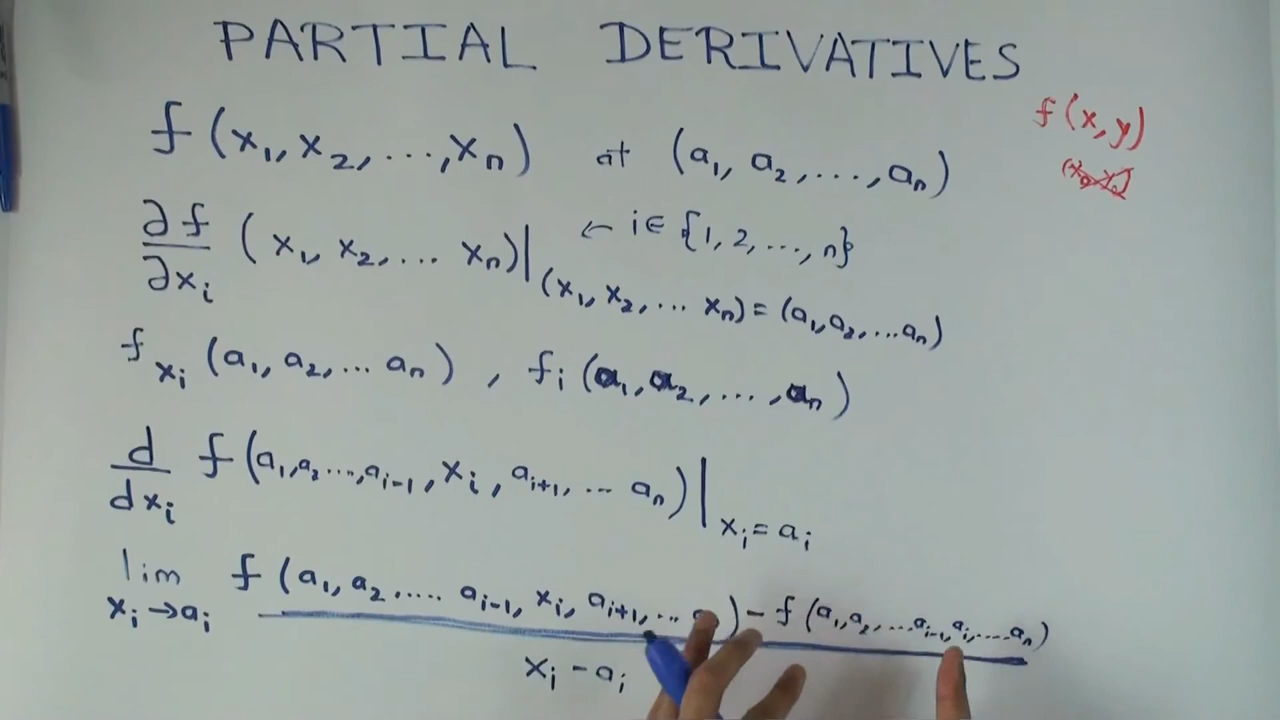 PARTIAL DERIVATIVES
f(x₁, x₂, ..., xₙ) at (a₁, a₂, ..., aₙ)
f(x, y)
∂f/∂xᵢ (x₁, x₂, ... xₙ)|(x₁, x₂, ... xₙ) = (a₁, a₂, ... aₙ) ← i ∈ {1, 2, ..., n}
f_xᵢ (a₁, a₂, ... aₙ), fᵢ(a₁, a₂, ..., aₙ)
d/dxᵢ f(a₁, a₂ ..., aᵢ₋₁, xᵢ, aᵢ₊₁, ... aₙ)|xᵢ = aᵢ
lim f(a₁, a₂, .... aᵢ₋₁, xᵢ, aᵢ₊₁, ... ) - f(a₁, a₂, ... aᵢ₋₁, aᵢ, ... aₙ)
xᵢ → aᵢ
xᵢ - aᵢ